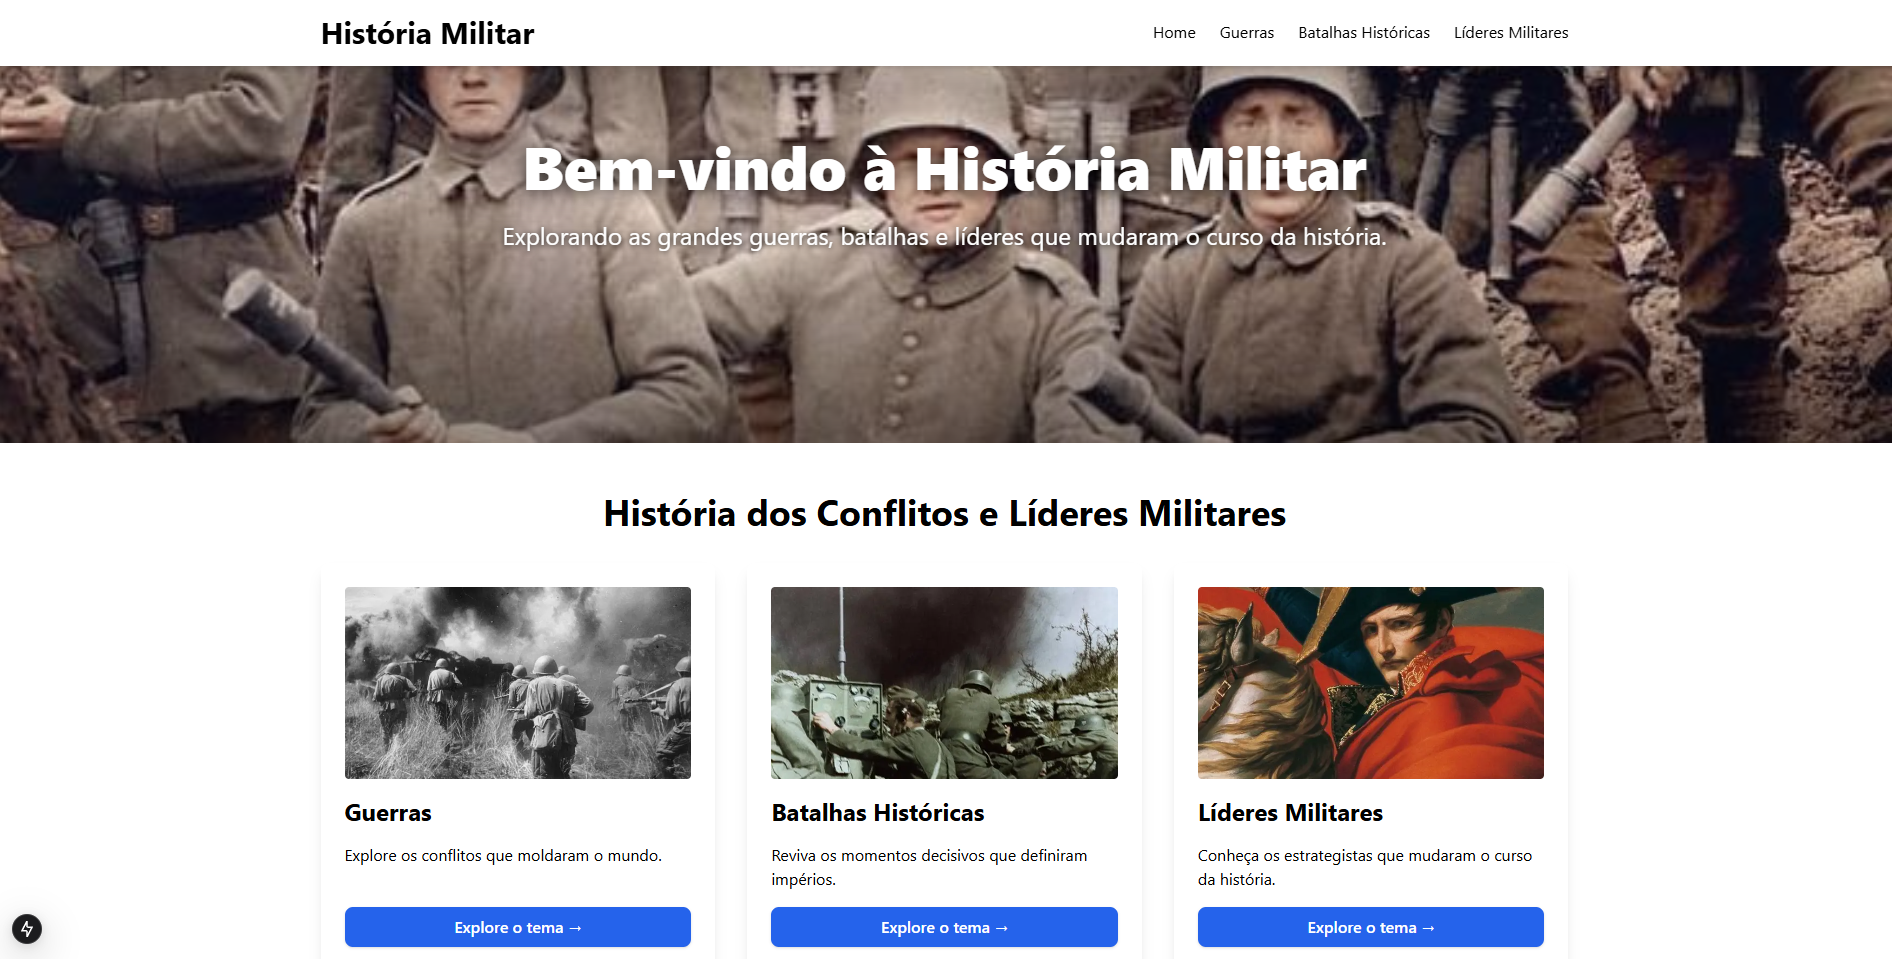 História Militar
Home Guerras Batalhas Históricas Líderes Militares
Bem-vindo à História Militar
Explorando as grandes guerras, batalhas e líderes que mudaram o curso da história.
História dos Conflitos e Líderes Militares
Guerras
Explore os conflitos que moldaram o mundo.
Explore o tema →
Batalhas Históricas
Reviva os momentos decisivos que definiram
impérios.
Explore o tema →
Líderes Militares
Conheça os estrategistas que mudaram o curso
da história.
Explore o tema →